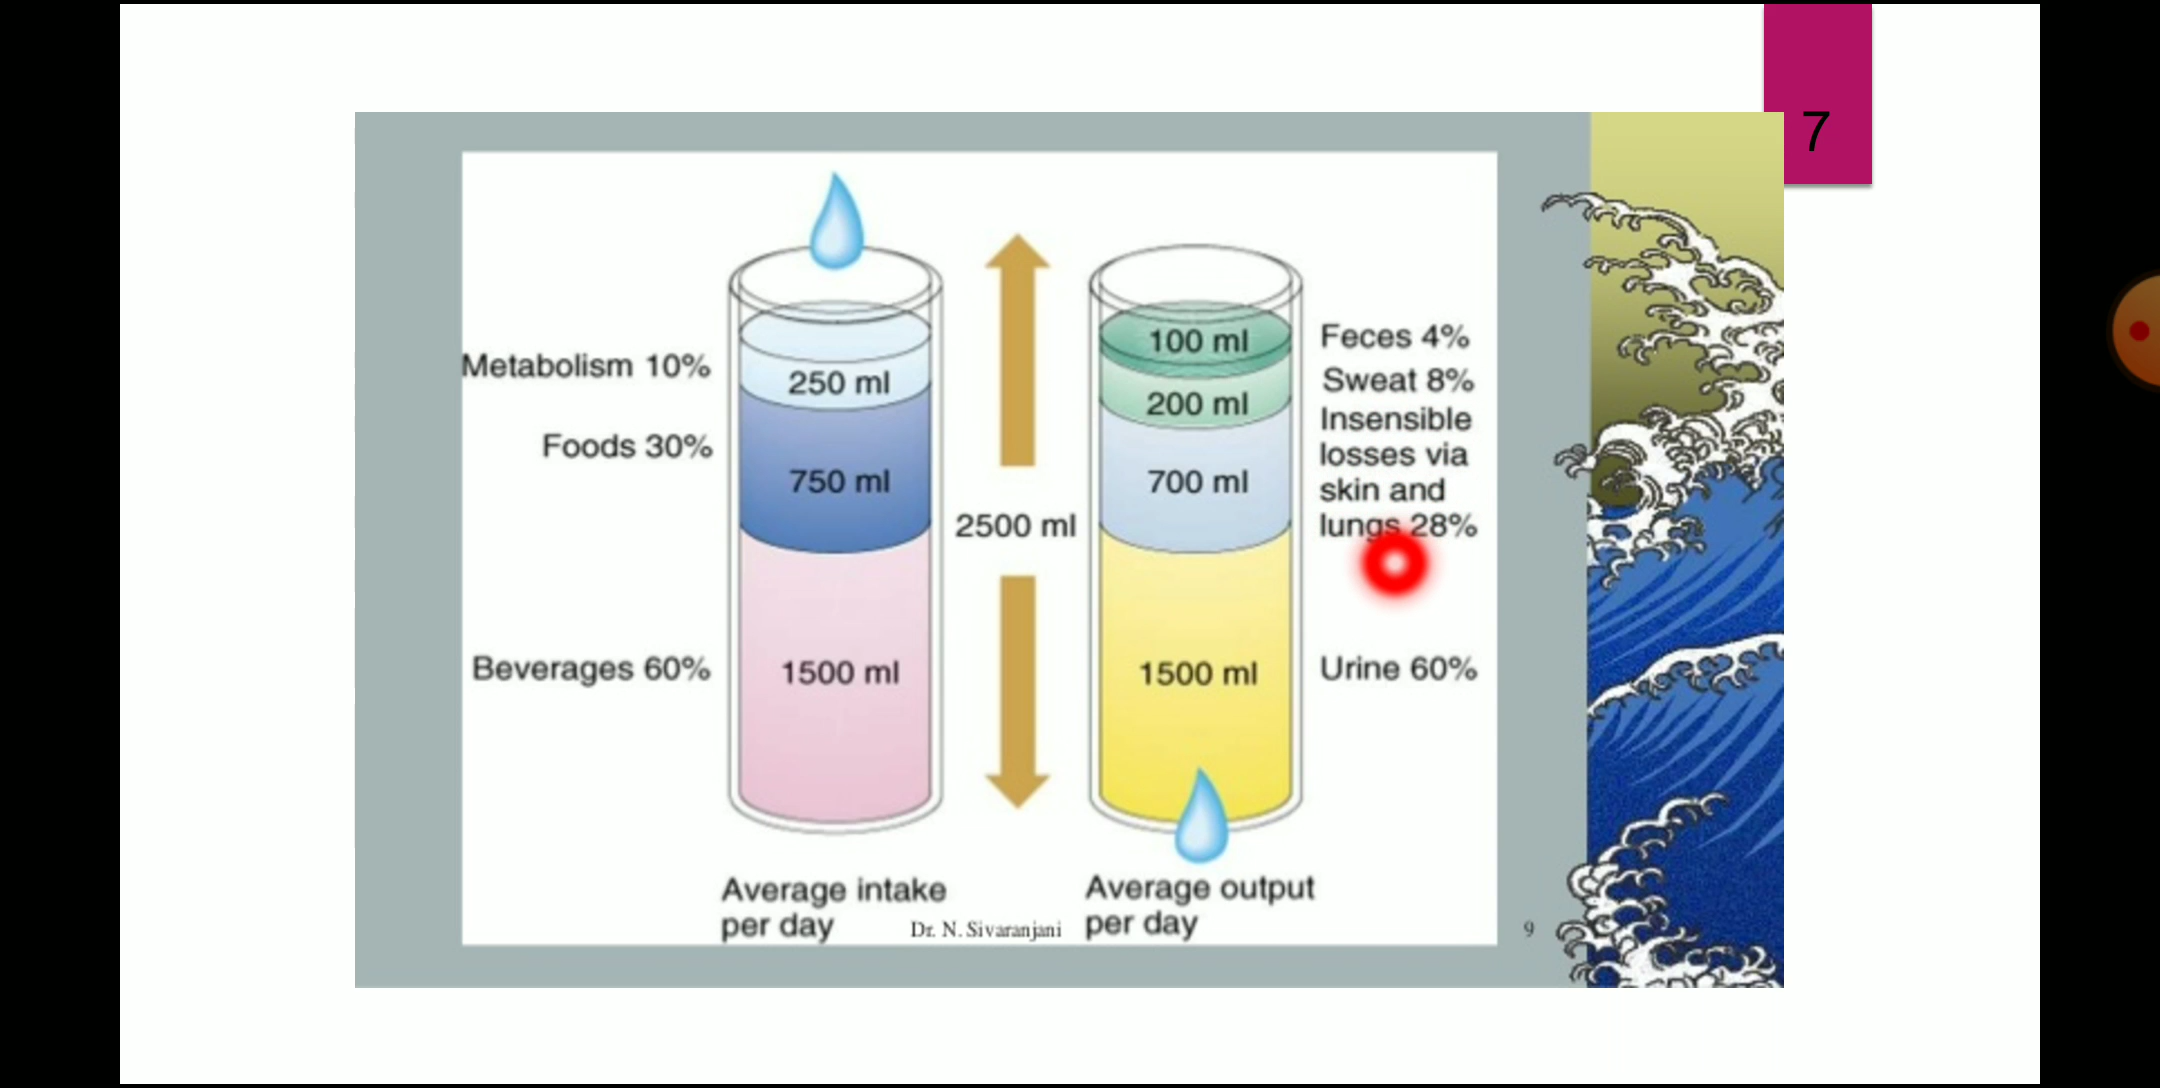 7
Metabolism 10%
250 ml
Foods 30%
750 ml
Beverages 60%
1500 ml
Average intake
per day
2500 ml
100 ml
Feces 4%
200 ml
Sweat 8%
700 ml
Insensible
losses via
skin and
lungs 28%
1500 ml
Urine 60%
Average output
per day
Dr. N. Sivaranjani
9